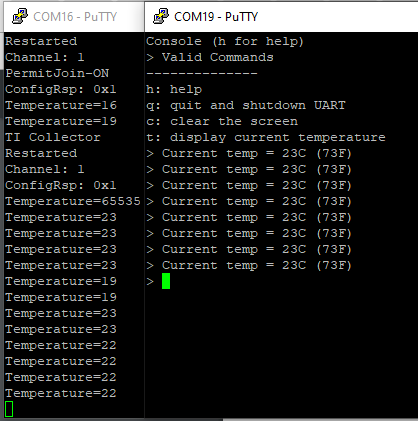 COM16 - PuTTY
Restarted
Channel: 1
PermitJoin-ON
ConfigRsp: 0x1
Temperature=16
Temperature=19
TI Collector
Restarted
Channel: 1
ConfigRsp: 0x1
Temperature=65535
Temperature=23
Temperature=23
Temperature=23
Temperature=23
Temperature=19
Temperature=19
Temperature=23
Temperature=23
Temperature=22
Temperature=22
Temperature=22
Temperature=22
COM19 - PuTTY
Console (h for help)
> Valid Commands
--------------
h: help
q: quit and shutdown UART
c: clear the screen
t: display current temperature
> Current temp = 23C (73F)
> Current temp = 23C (73F)
> Current temp = 23C (73F)
> Current temp = 23C (73F)
> Current temp = 23C (73F)
> Current temp = 23C (73F)
> Current temp = 23C (73F)
> Current temp = 23C (73F)
>